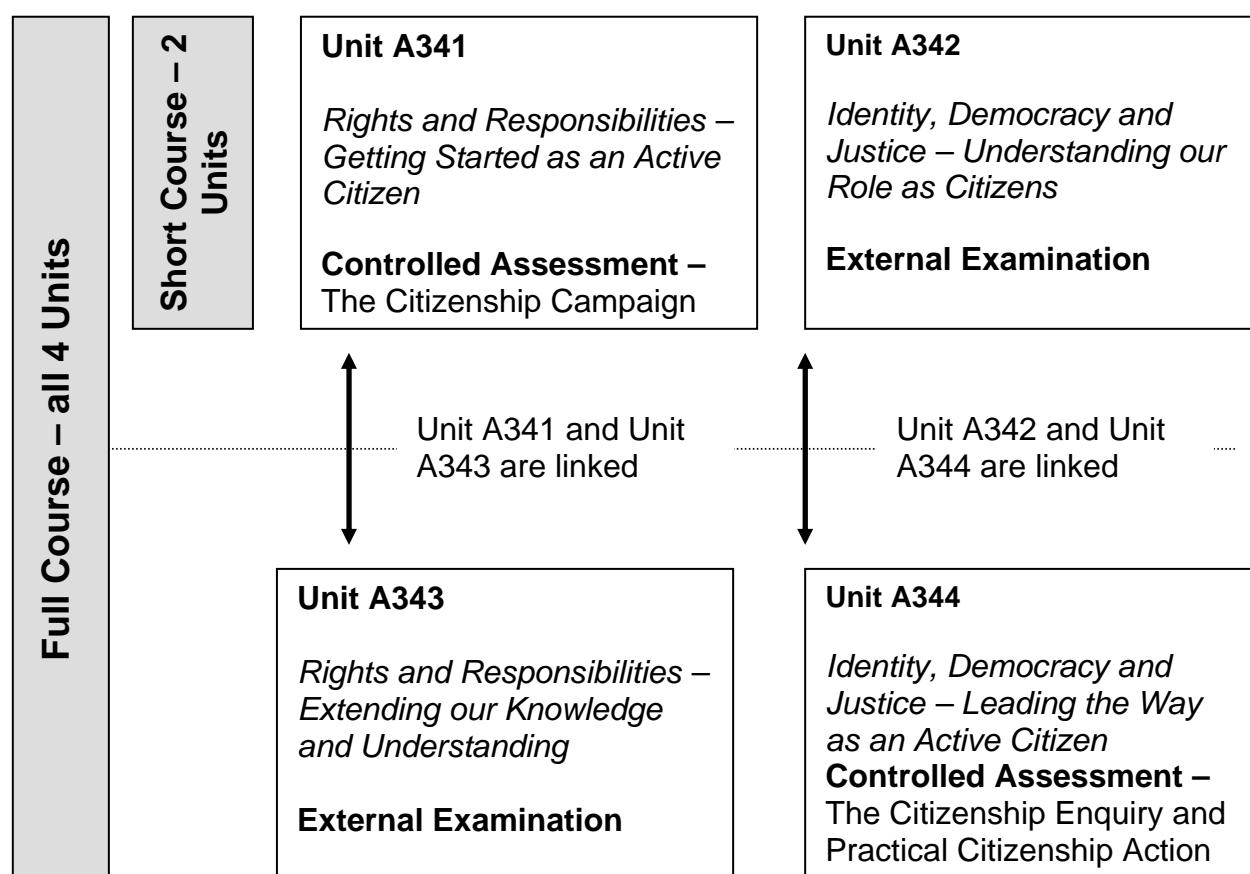 Full Course – all 4 Units
Short Course – 2
Units
Unit A341
Rights and Responsibilities –
Getting Started as an Active
Citizen
Controlled Assessment –
The Citizenship Campaign
Unit A342
Identity, Democracy and
Justice – Understanding our
Role as Citizens
External Examination
Unit A341 and Unit
A343 are linked
Unit A342 and Unit
A344 are linked
Unit A343
Rights and Responsibilities –
Extending our Knowledge
and Understanding
External Examination
Unit A344
Identity, Democracy and
Justice – Leading the Way
as an Active Citizen
Controlled Assessment –
The Citizenship Enquiry and
Practical Citizenship Action